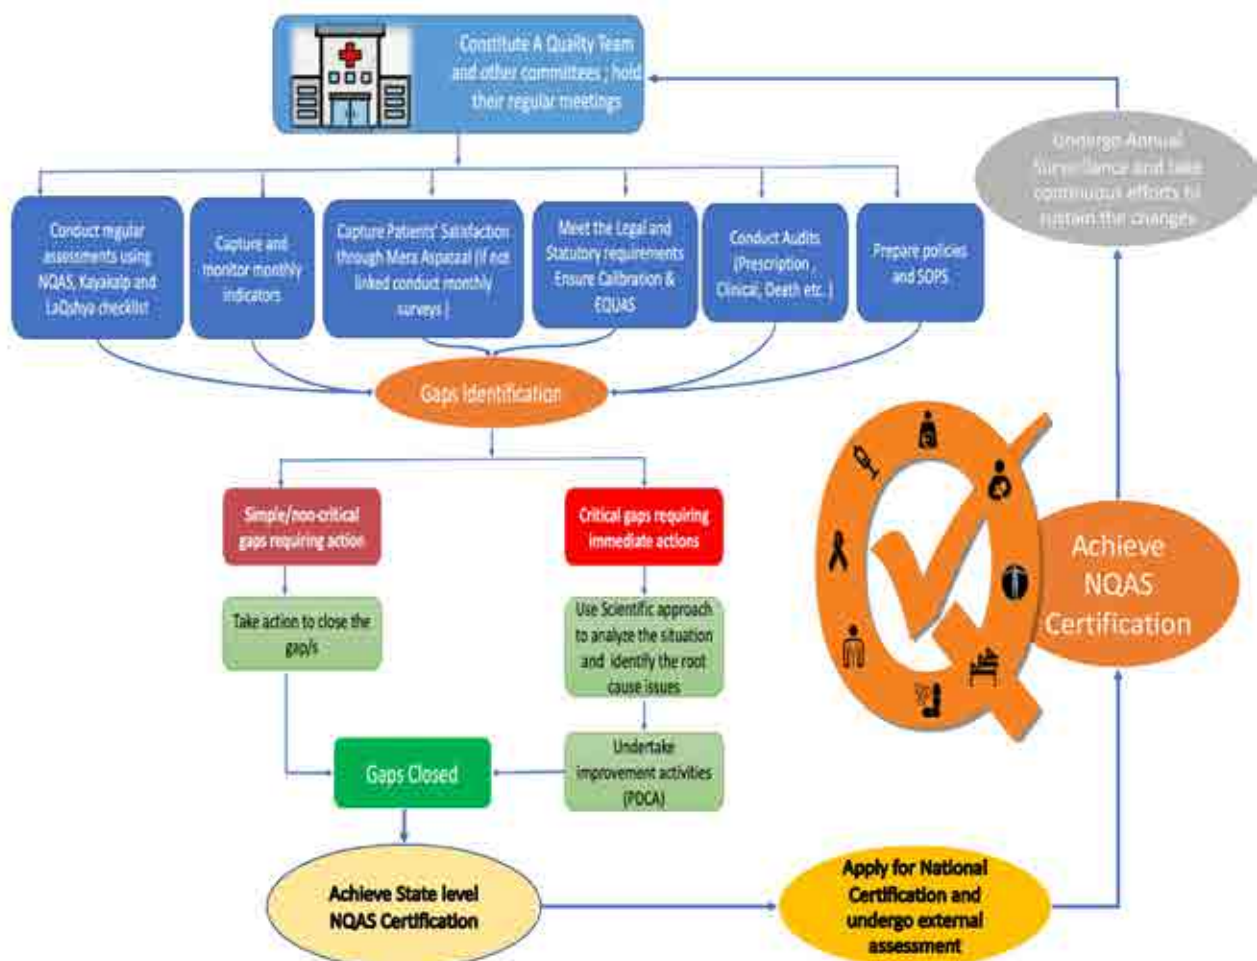 Constitute A Quality Team
and other committees ; hold
their regular meetings
Undergo Annual
Surveillance and take
continuous efforts to
sustain the changes
Conduct regular
assessments using
NQAS, Kayakalp and
LaQshya checklist
Capture and
monitor monthly
indicators
Capture Patients' Satisfaction
through Mera Aspataal (if not
linked conduct monthly
surveys )
Meet the Legal and
Statutory requirements
Ensure Calibration &
EQUAS
Conduct Audits
(Prescription ,
Clinical, Death etc. )
Prepare policies
and SOPS
Gaps Identification
Simple/non-critical
gaps requiring action
Critical gaps requiring
immediate actions
Take action to close the
gap/s
Use Scientific approach
to analyze the situation
and identify the root
cause issues
Achieve
NQAS
Certification
Gaps Closed
Undertake
improvement activities
(PDCA)
Achieve State level
NQAS Certification
Apply for National
Certification and
undergo external
assessment